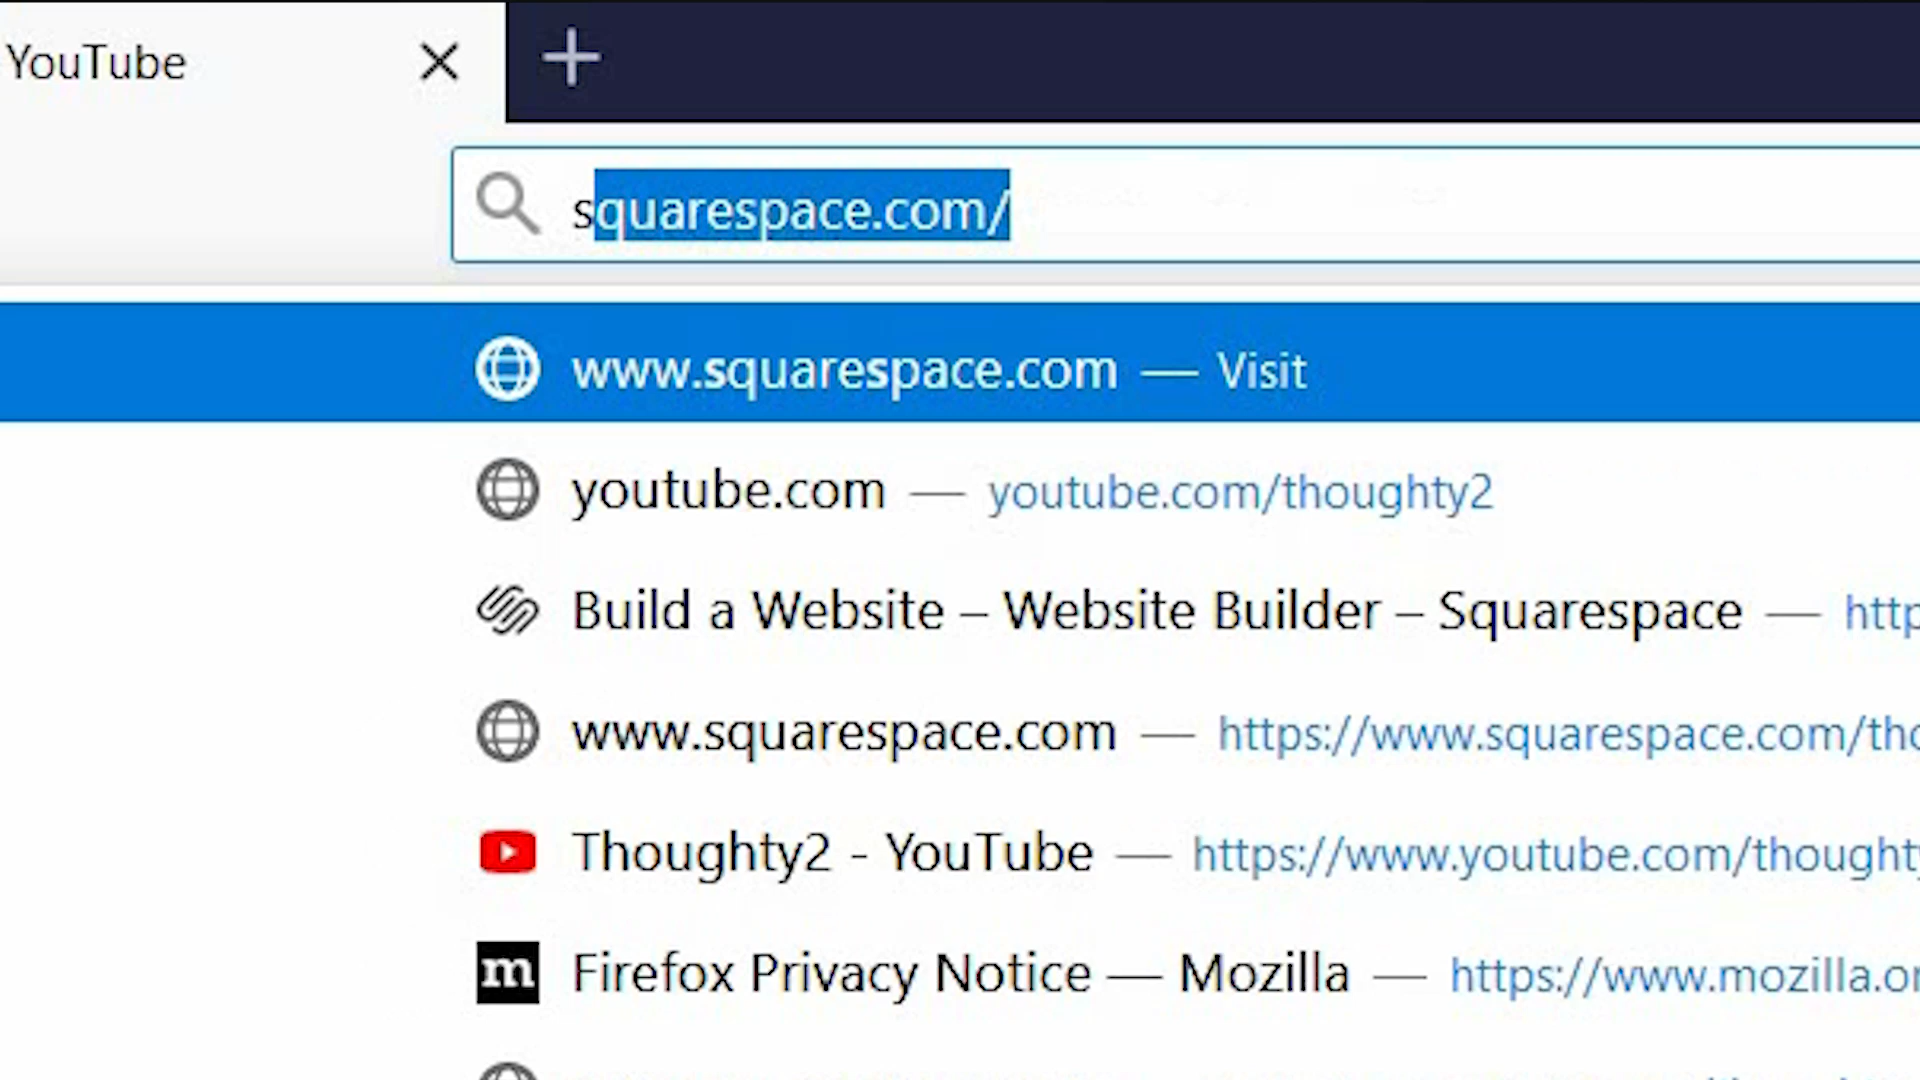 YouTube
squarespace.com/
www.squarespace.com — Visit
youtube.com — youtube.com/thoughty2
Build a Website – Website Builder – Squarespace — http
www.squarespace.com — https://www.squarespace.com/tho
Thoughty2 - YouTube — https://www.youtube.com/thoughty
m Firefox Privacy Notice — Mozilla — https://www.mozilla.or